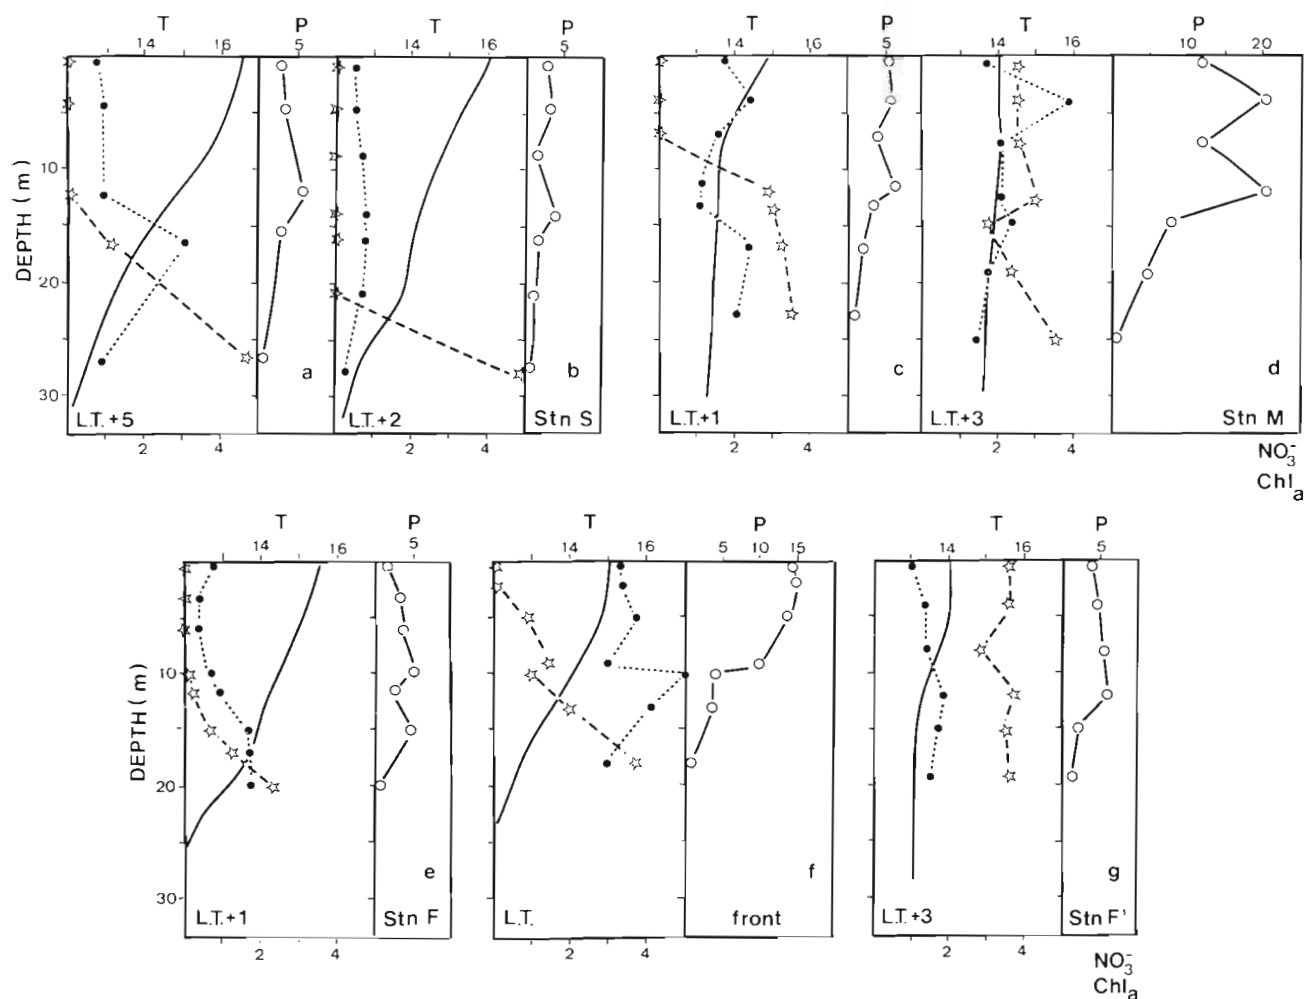 T P T P T P T P
14 16 5 14 16 5 14 5 14 16 10 20
DEPTH (m)
10
20
30
a b c d
L.T.+5 L.T.+2 Stn S L.T.+1 L.T.+3 Stn M
2 4 2 4 2 4 2 4 NO3-
Chl a
T P T P T P
14 16 5 14 16 5 10 15 14 16 5
DEPTH (m)
10
20
30
e f g
L.T.+1 Stn F L.T. front L.T.+3 Stn F'
2 4 2 4 2 4 NO3-
Chl a